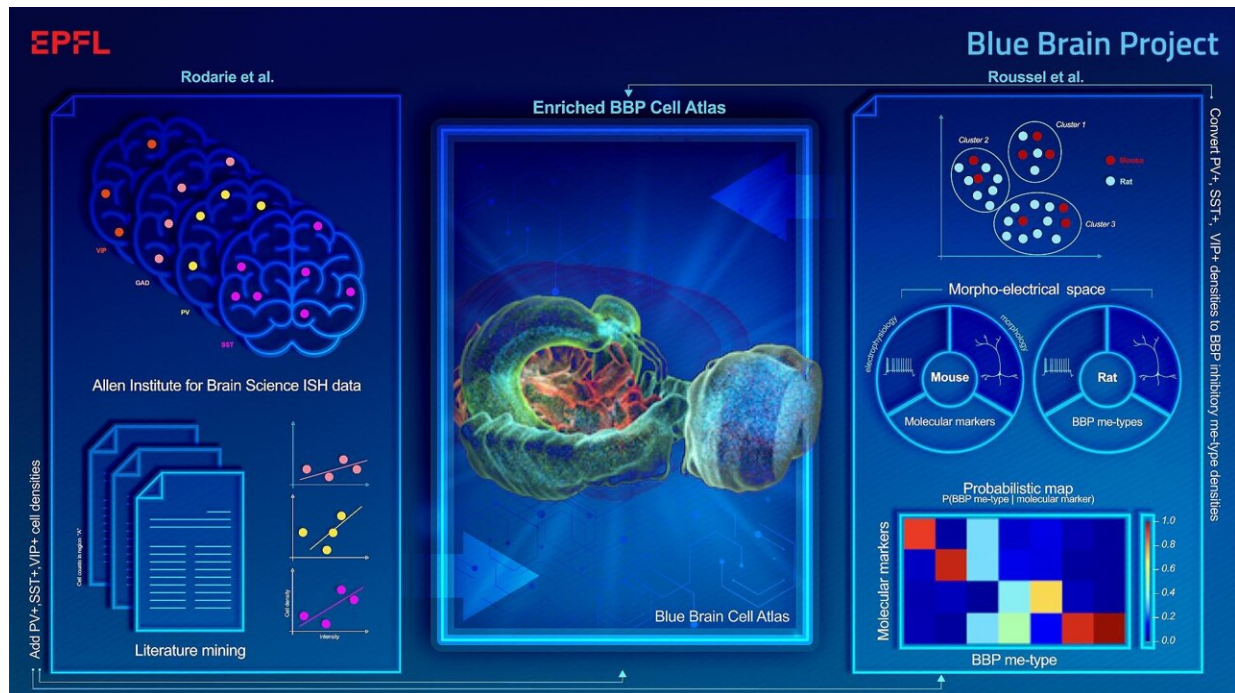 EPFL
Blue Brain Project
Rodarie et al.
VIP
GAD
PV
SST
Allen Institute for Brain Science ISH data
Cell counts in region "A"
Cell density
Intensity
Literature mining
Add PV+,SST+,VIP+ cell densities
Enriched BBP Cell Atlas
Blue Brain Cell Atlas
Roussel et al.
Cluster 1
Cluster 2
Mouse
Rat
Cluster 3
Morpho-electrical space
electrophysiology
morphology
Mouse
Molecular markers
Rat
BBP me-types
Probabilistic map
P(BBP me-type | molecular marker)
Molecular markers
1.0
0.8
0.6
0.4
0.2
0.0
BBP me-type
Convert PV+, SST+, VIP+ densities to BBP inhibitory me-type densities